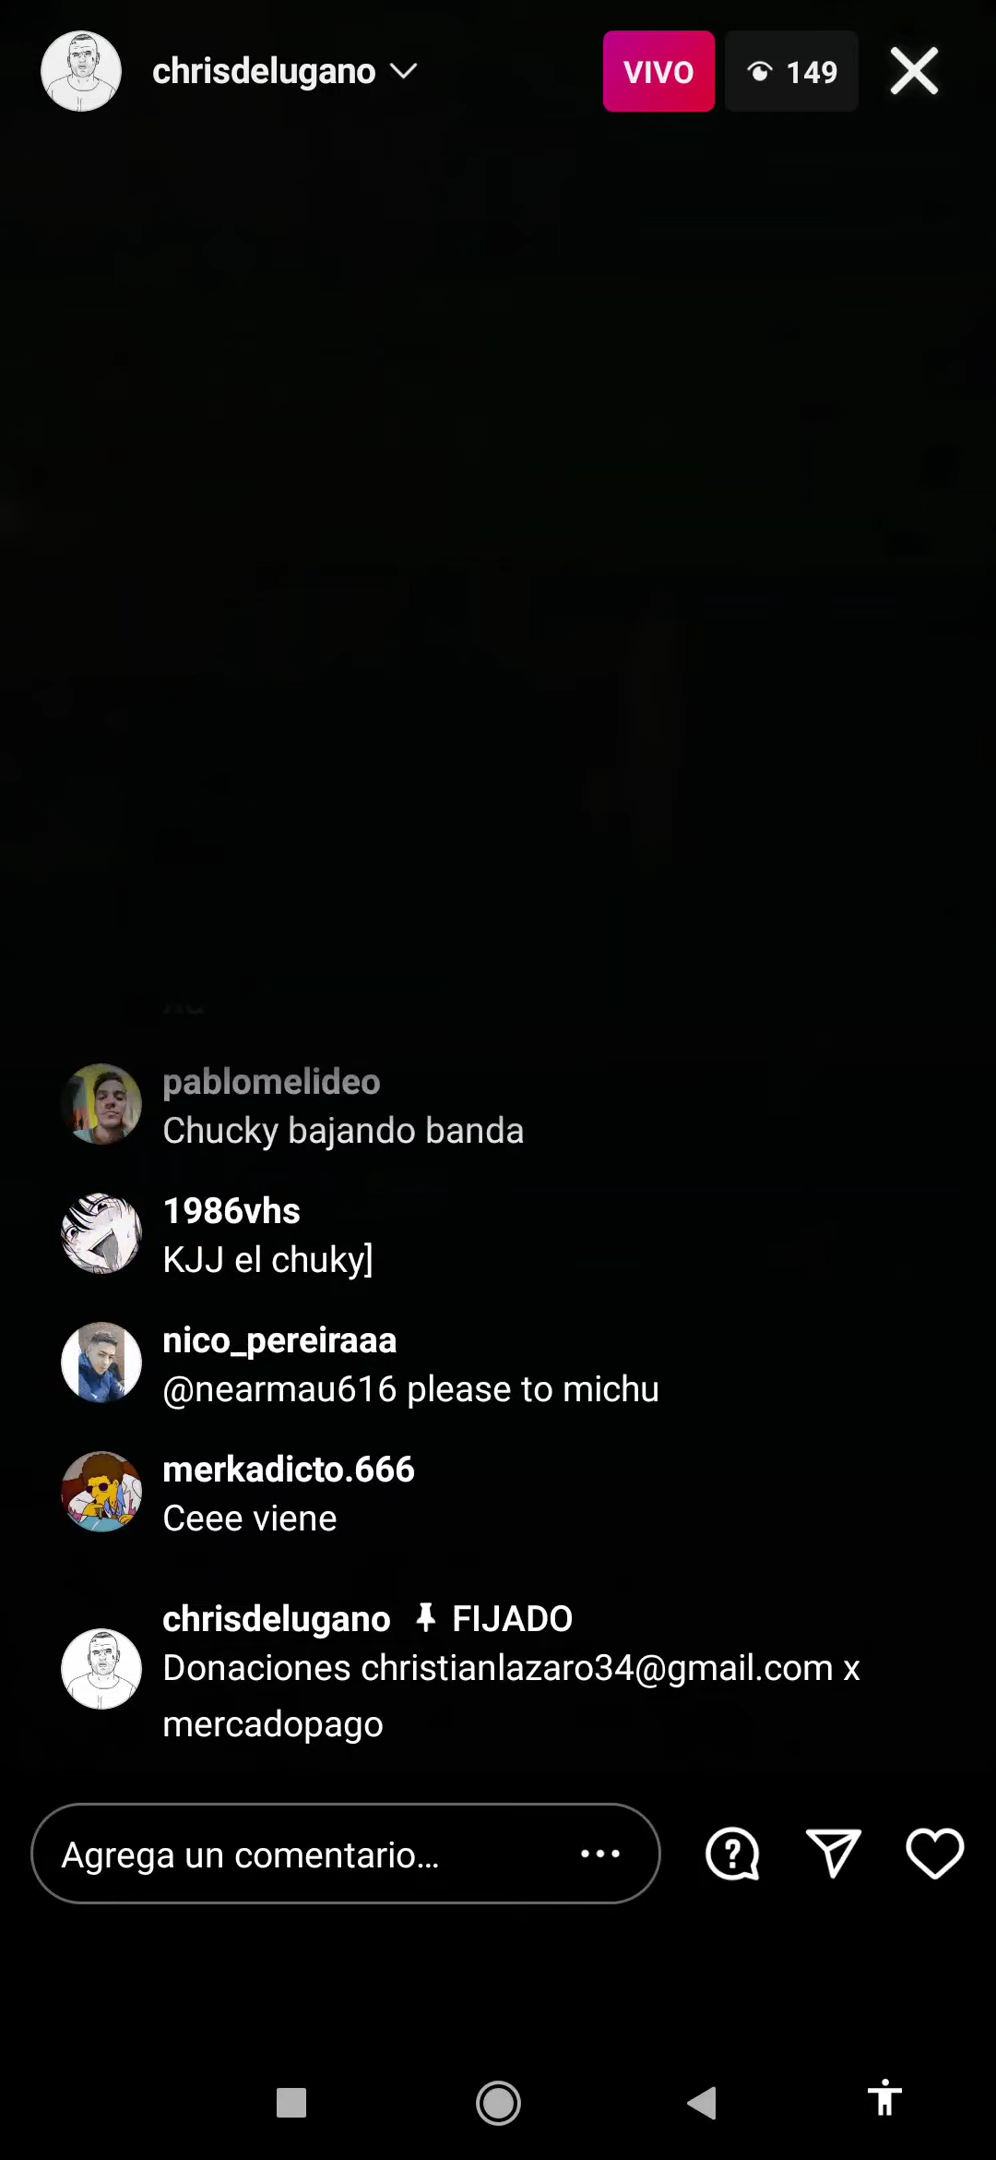 chrisdelugano
VIVO
149
pablomelideo
Chucky bajando banda
1986vhs
KJJ el chuky]
nico_pereiraaa
@nearmau616 please to michu
merkadicto.666
Ceee viene
chrisdelugano FIJADO
Donaciones christianlazaro34@gmail.com x
mercadopago
Agrega un comentario...